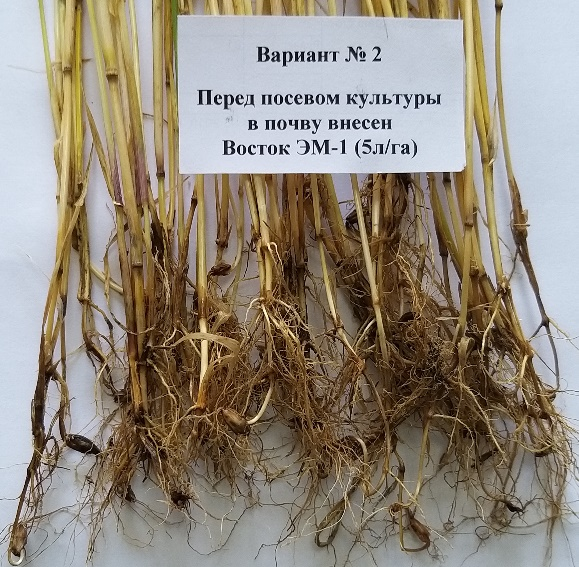 Вариант № 2
Перед посевом культуры
в почву внесен
Восток ЭМ-1 (5л/га)